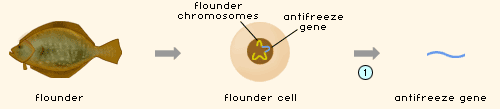 flounder
chromosomes
antifreeze
gene
1
flounder
flounder cell
antifreeze gene